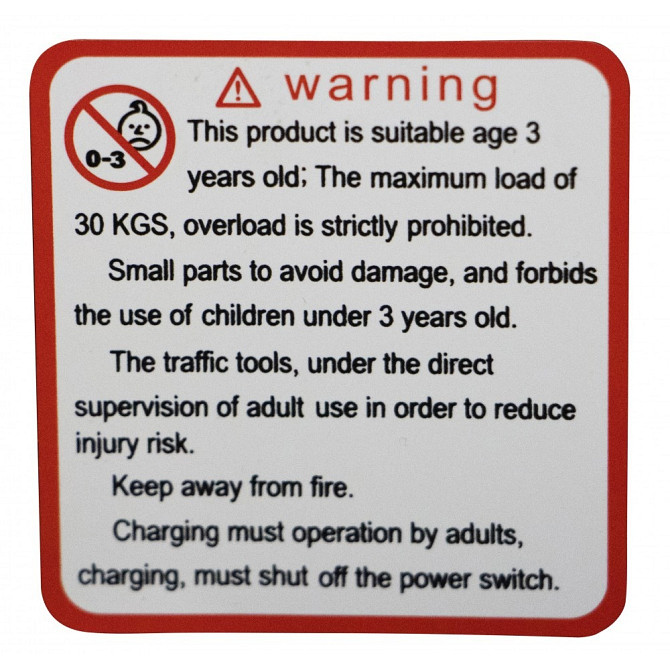 warning
0-3
This product is suitable age 3
years old; The maximum load of
30 KGS, overload is strictly prohibited.
Small parts to avoid damage, and forbids
the use of children under 3 years old.
The traffic tools, under the direct
supervision of adult use in order to reduce
injury risk.
Keep away from fire.
Charging must operation by adults,
charging, must shut off the power switch.